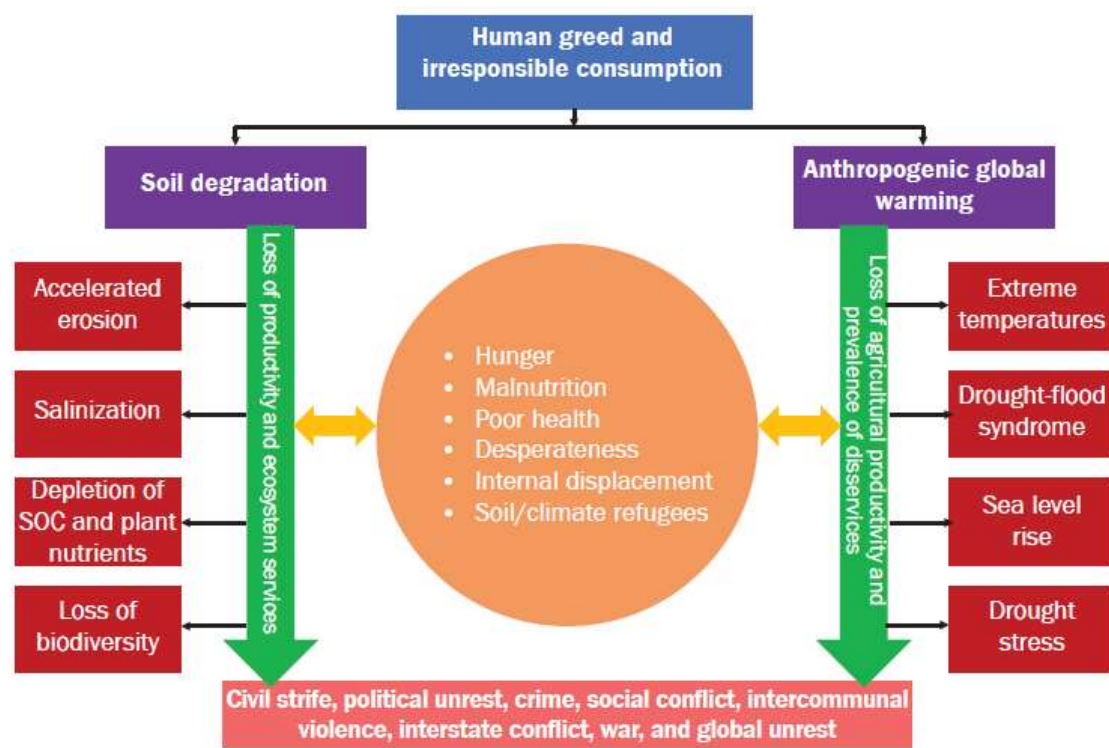 Human greed and
irresponsible consumption
Soil degradation
Anthropogenic global
warming
Loss of productivity and ecosystem services
Loss of agricultural productivity and
prevalence of disservices
Accelerated
erosion
Salinization
Depletion of
SOC and plant
nutrients
Loss of
biodiversity
• Hunger
• Malnutrition
• Poor health
• Desperateness
• Internal displacement
• Soil/climate refugees
Extreme
temperatures
Drought-flood
syndrome
Sea level
rise
Drought
stress
Civil strife, political unrest, crime, social conflict, intercommunal
violence, interstate conflict, war, and global unrest